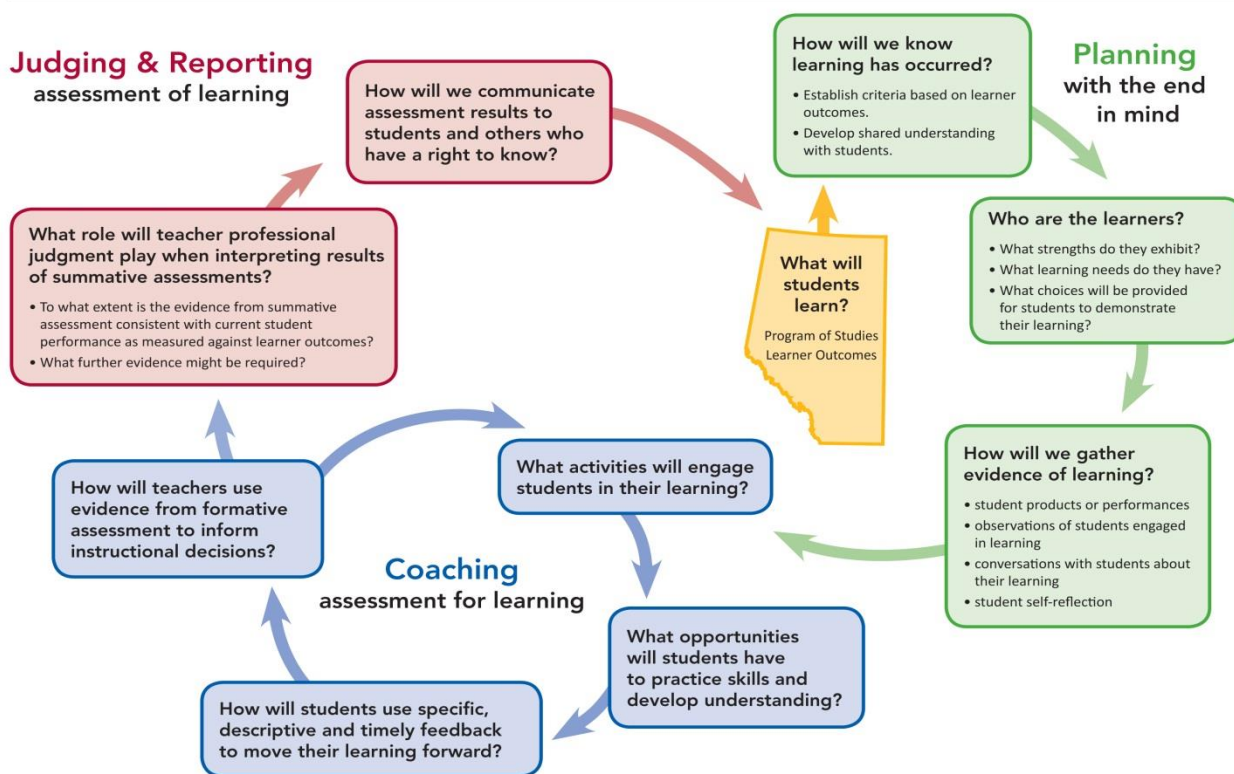 Judging & Reporting
assessment of learning
How will we communicate
assessment results to
students and others who
have a right to know?
How will we know
learning has occurred?
• Establish criteria based on learner
outcomes.
• Develop shared understanding
with students.
Planning
with the end
in mind
What role will teacher professional
judgment play when interpreting results
of summative assessments?
• To what extent is the evidence from summative
assessment consistent with current student
performance as measured against learner outcomes?
• What further evidence might be required?
What will
students
learn?
Program of Studies
Learner Outcomes
Who are the learners?
• What strengths do they exhibit?
• What learning needs do they have?
• What choices will be provided
for students to demonstrate
their learning?
How will we gather
evidence of learning?
• student products or performances
• observations of students engaged
in learning
• conversations with students about
their learning
• student self-reflection
What activities will engage
students in their learning?
How will teachers use
evidence from formative
assessment to inform
instructional decisions?
Coaching
assessment for learning
What opportunities
will students have
to practice skills and
develop understanding?
How will students use specific,
descriptive and timely feedback
to move their learning forward?